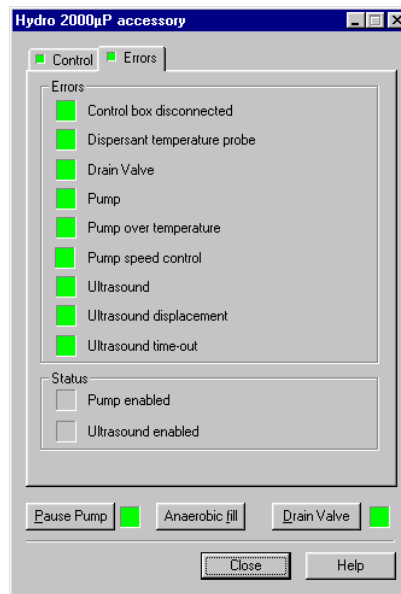 Hydro 2000µP accessory
Control Errors
Errors
Control box disconnected
Dispersant temperature probe
Drain Valve
Pump
Pump over temperature
Pump speed control
Ultrasound
Ultrasound displacement
Ultrasound time-out
Status
Pump enabled
Ultrasound enabled
Pause Pump Anaerobic fill Drain Valve
Close Help